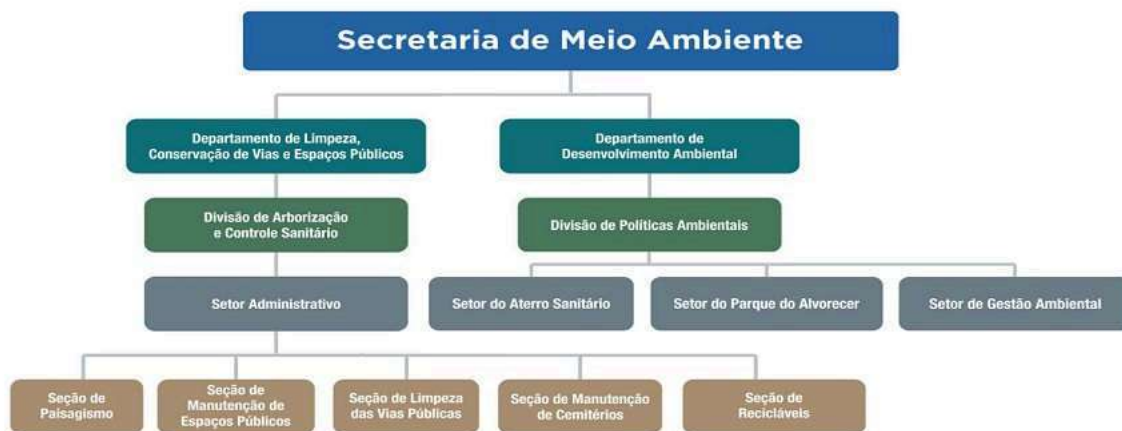 Secretaria de Meio Ambiente
Departamento de Limpeza,
Conservação de Vias e Espaços Públicos
Departamento de
Desenvolvimento Ambiental
Divisão de Arborização
e Controle Sanitário
Divisão de Políticas Ambientais
Setor Administrativo
Setor do Aterro Sanitário
Setor do Parque do Alvorecer
Setor de Gestão Ambiental
Seção de
Paisagismo
Seção de
Manutenção de
Espaços Públicos
Seção de Limpeza
das Vias Públicas
Seção de Manutenção
de Cemitérios
Seção de
Recicláveis